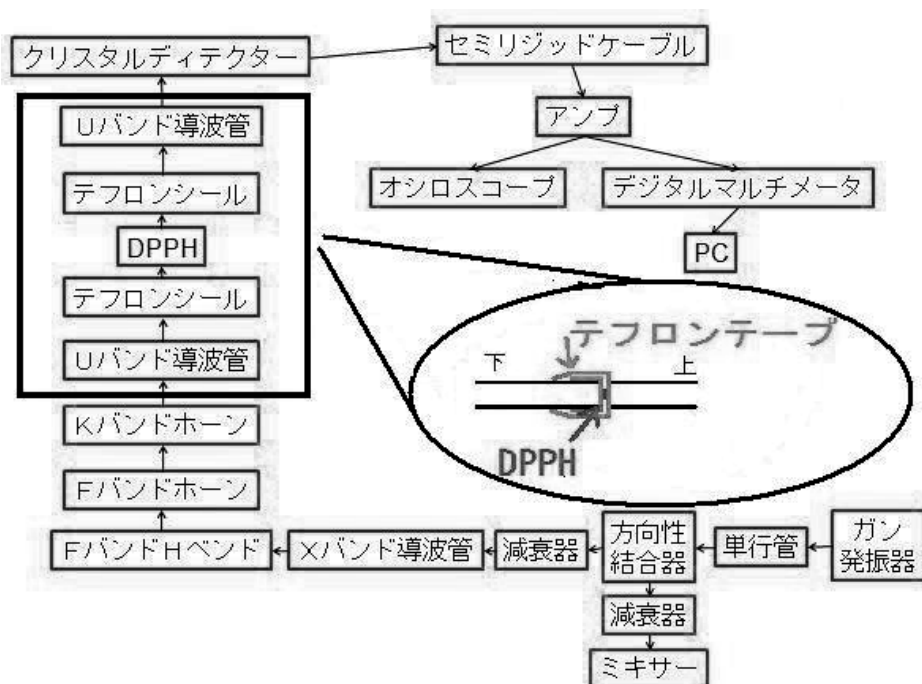 クリスタルディテクター
セミリジッドケーブル
Uバンド導波管
アンプ
テフロンシール
オシロスコープ
デジタルマルチメータ
DPPH
PC
テフロンシール
テフロンテープ
下
上
Uバンド導波管
Kバンドホーン
DPPH
Fバンドホーン
FバンドHベンド
Xバンド導波管
減衰器
方向性
結合器
単行管
ガン
発振器
減衰器
ミキサー